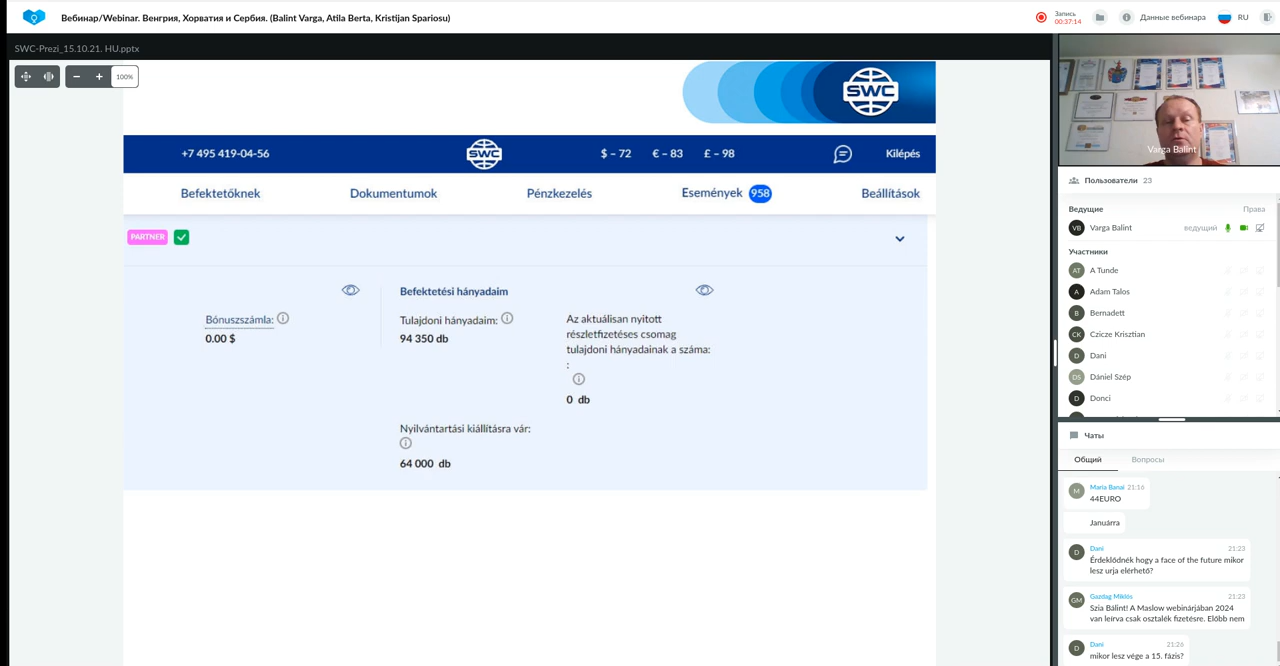 Вебинар/Webinar. Венгрия, Хорватия и Сербия. (Balint Varga, Atila Berta, Kristijan Spariosu)
Запись
00:37:14
Данные вебинара
RU
SWC-Prezi_15.10.21. HU.pptx
100%
SWC
+7 495 419-04-56
SWC
$ – 72
€ – 83
£ – 98
Kilépés
Befektetőknek
Dokumentumok
Pénzkezelés
Események 958
Beállítások
PARTNER
Bónuszszámla:
0.00 $
Befektetési hányadaim
Tulajdoni hányadaim:
94 350 db
Az aktuálisan nyitott
részletfizetéses csomag
tulajdoni hányadainak a száma:
:
0 db
Nyilvántartási kiállításra vár:
64 000 db
Varga Balint
Пользователи 23
Ведущие
Права
VB Varga Balint ведущий
Участники
AT A Tunde
A Adam Talos
B Bernadett
CK Czicze Krisztian
D Dani
DS Dániel Szép
D Donci
Чаты
Общий
Вопросы
M Maria Banai 21:16
44EURO
Januárra
D Dani 21:23
Érdeklődnék hogy a face of the future mikor
lesz urja elérhető?
GM Gazdag Miklós 21:23
Szia Bálint! A Maslow webinárjában 2024
van leírva csak osztalék fizetésre. Előbb nem
D Dani 21:26
mikor lesz vége a 15. fázis?